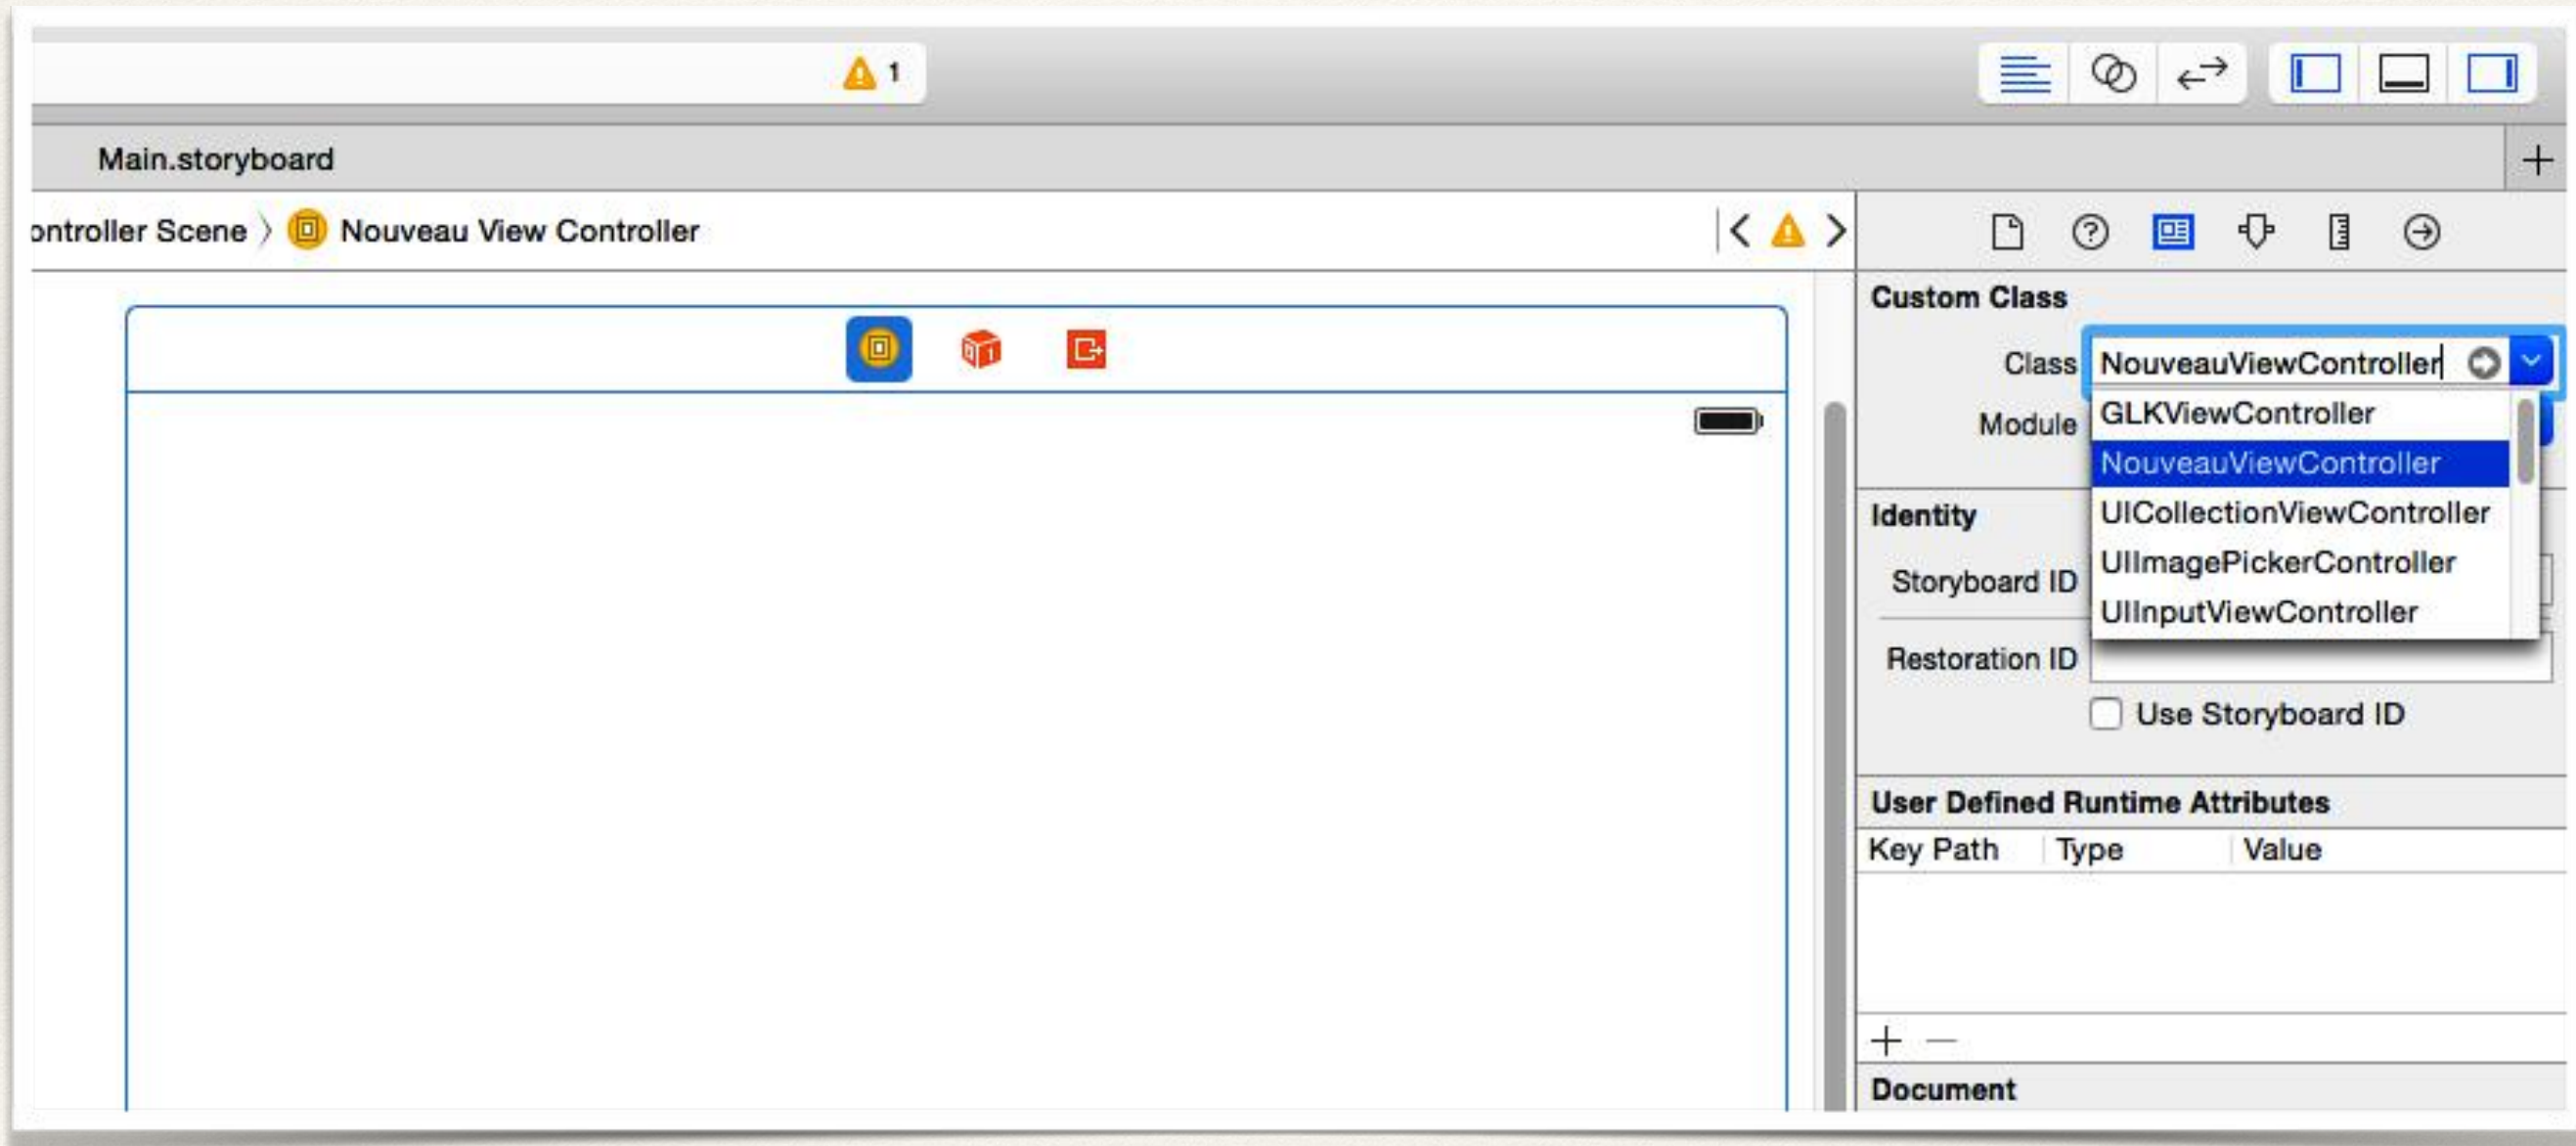 1
Main.storyboard
ontroller Scene 〉 Nouveau View Controller
Custom Class
Class NouveauViewController
GLKViewController
Module
NouveauViewController
UICollectionViewController
Identity
UIImagePickerController
Storyboard ID
UIInputViewController
Restoration ID
Use Storyboard ID
User Defined Runtime Attributes
Key Path Type Value
Document